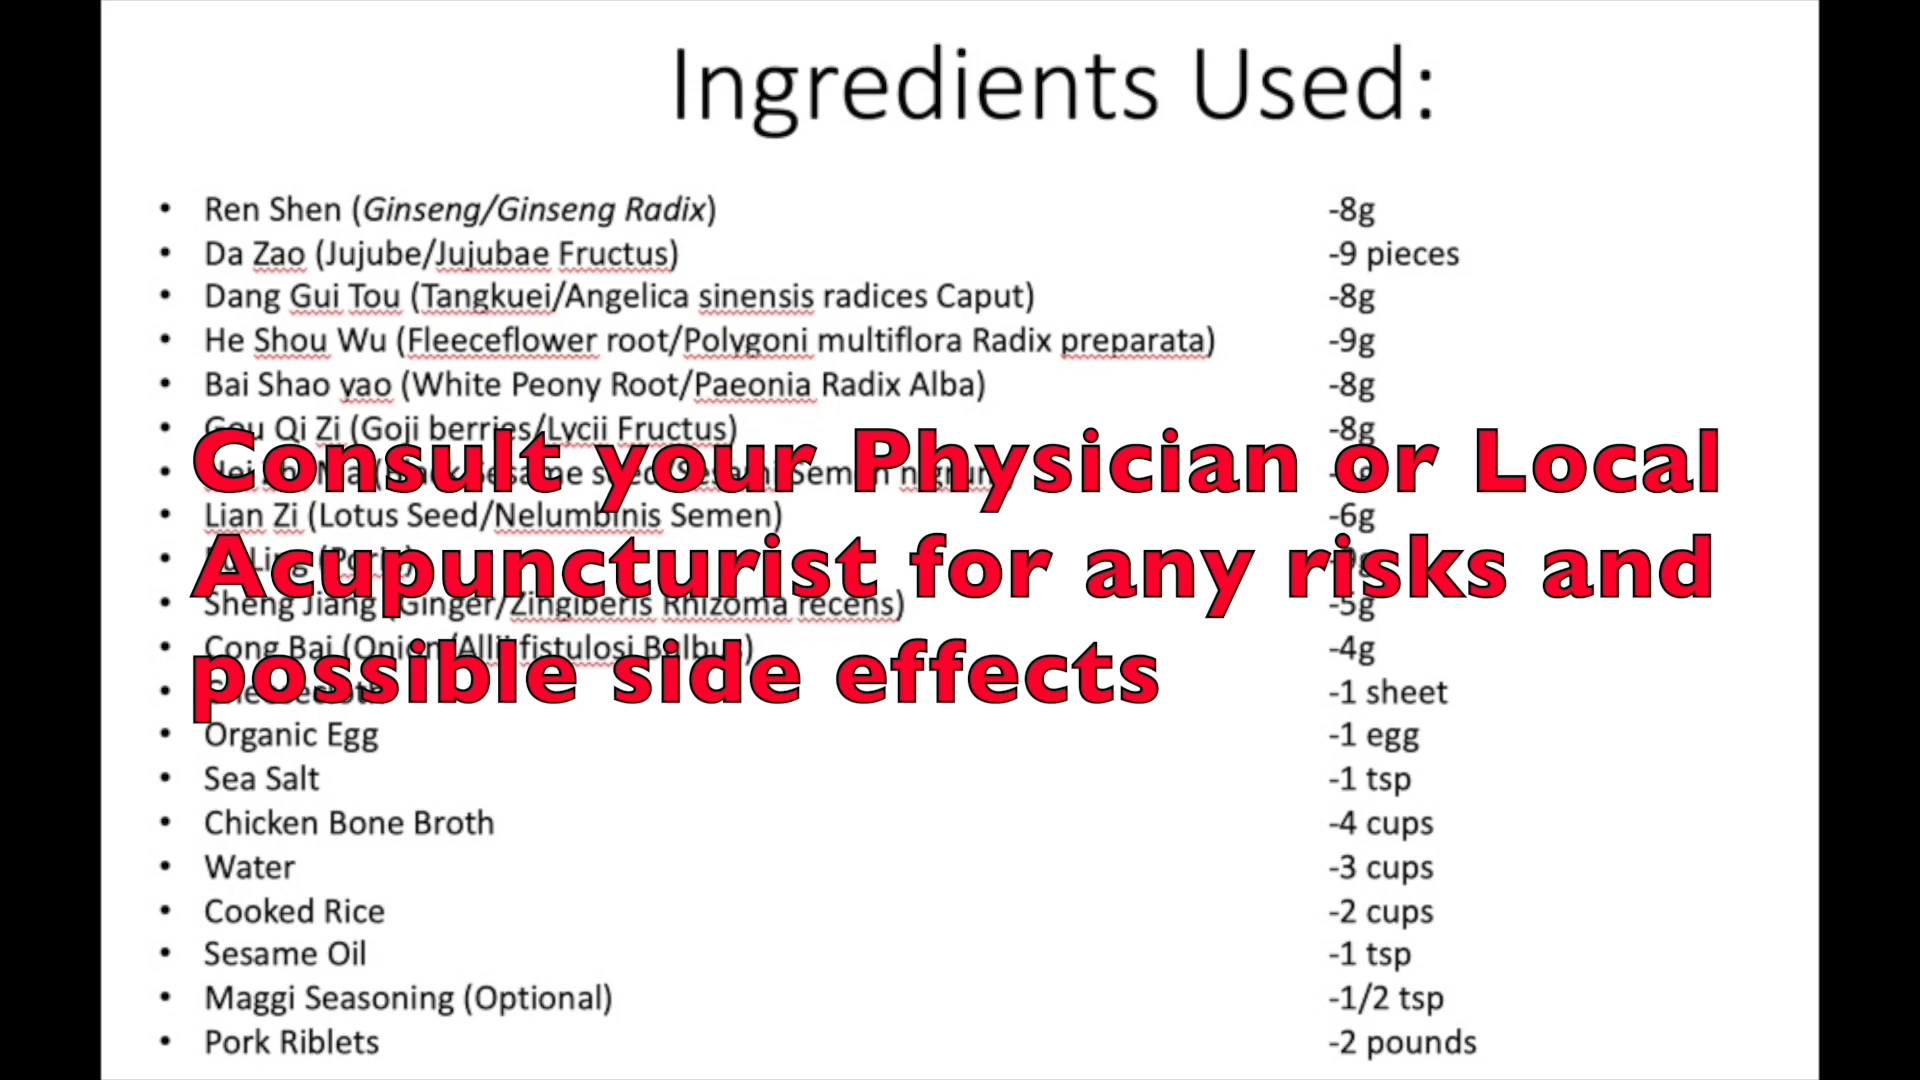 Ingredients Used:
• Ren Shen (Ginseng/Ginseng Radix) -8g
• Da Zao (Jujube/Jujubae Fructus) -9 pieces
• Dang Gui Tou (Tangkuei/Angelica sinensis radices Caput) -8g
• He Shou Wu (Fleeceflower root/Polygoni multiflora Radix preparata) -9g
• Bai Shao yao (White Peony Root/Paeonia Radix Alba) -8g
• Gou Qi Zi (Goji berries/Lycii Fructus) -8g
Consult your Physician or Local
• Lian Zi (Lotus Seed/Nelumbinis Semen) -6g
Acupuncturist for any risks and
• Sheng Jiang (Ginger/Zingiberis Rhizoma recens) -5g
• Cong Bai (Onion/Allii fistulosi Bulbus) -4g
possible side effects
• -1 sheet
• Organic Egg -1 egg
• Sea Salt -1 tsp
• Chicken Bone Broth -4 cups
• Water -3 cups
• Cooked Rice -2 cups
• Sesame Oil -1 tsp
• Maggi Seasoning (Optional) -1/2 tsp
• Pork Riblets -2 pounds